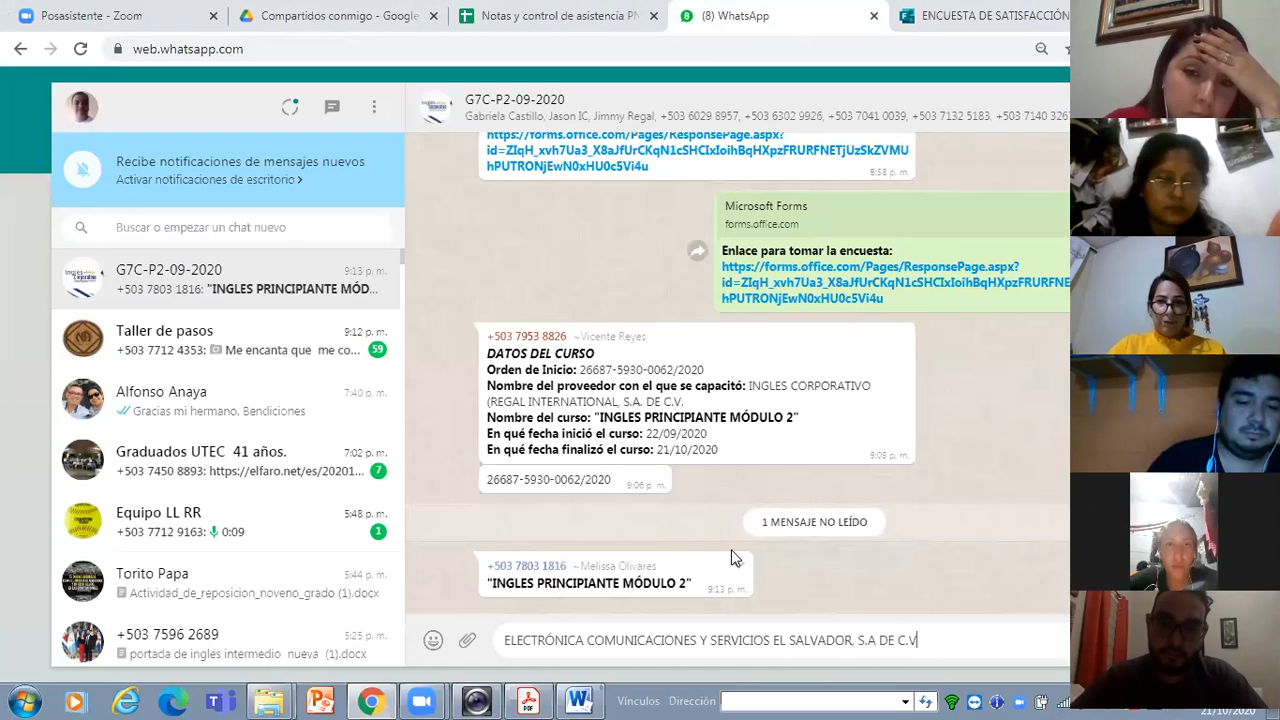 Posasistente - Zoom
Compartidos conmigo - Google
Notas y control de asistencia PM
(8) WhatsApp
ENCUESTA DE SATISFACCIÓN
web.whatsapp.com
G7C-P2-09-2020
Gabriela Castillo, Jason IC, Jimmy Regal, +503 6029 8957, +503 6302 9926, +503 7041 0039, +503 7132 5183, +503 7140 326
Recibe notificaciones de mensajes nuevos
Activar notificaciones de escritorio >
Buscar o empezar un chat nuevo
G7C-P2-09-2020 9:13 p. m.
+503 7803 1816: "INGLES PRINCIPIANTE MÓD...
Taller de pasos 9:12 p. m.
+503 7712 4353: Me encanta que me co... 59
Alfonso Anaya 7:40 p. m.
Gracias mi hermano. Bendiciones
Graduados UTEC 41 años. 7:02 p. m.
+503 7450 8893: https://elfaro.net/es/20201... 7
Equipo LL RR 5:48 p. m.
+503 7712 9163: 0:09 1
Torito Papa 5:44 p. m.
Actividad_de_reposicion_noveno_grado (1).docx
+503 7596 2689 5:25 p. m.
portada de ingles intermedio nueva (1).docx
https://forms.office.com/Pages/ResponsePage.aspx?
id=ZIqH_xvh7Ua3_X8aJfUrCKqN1cSHCIxIoihBqHXpzFRURFNETjUzSkZVMU
hPUTRONjEwN0xHU0c5Vi4u
8:58 p. m.
Microsoft Forms
forms.office.com
Enlace para tomar la encuesta:
https://forms.office.com/Pages/ResponsePage.aspx?
id=ZIqH_xvh7Ua3_X8aJfUrCKqN1cSHCIxIoihBqHXpzFRURFNE
hPUTRONjEwN0xHU0c5Vi4u
+503 7953 8826 ~Vicente Reyes
DATOS DEL CURSO
Orden de Inicio: 26687-5930-0062/2020
Nombre del proveedor con el que se capacitó: INGLES CORPORATIVO
(REGAL INTERNATIONAL, S.A. DE C.V.
Nombre del curso: "INGLES PRINCIPIANTE MÓDULO 2"
En qué fecha inició el curso: 22/09/2020
En qué fecha finalizó el curso: 21/10/2020
9:05 p. m.
26687-5930-0062/2020 9:06 p. m.
1 MENSAJE NO LEÍDO
+503 7803 1816 ~Melissa Olivares
"INGLES PRINCIPIANTE MÓDULO 2" 9:13 p. m.
ELECTRÓNICA COMUNICACIONES Y SERVICIOS EL SALVADOR, S.A DE C.V
Vínculos Dirección
21/10/2020